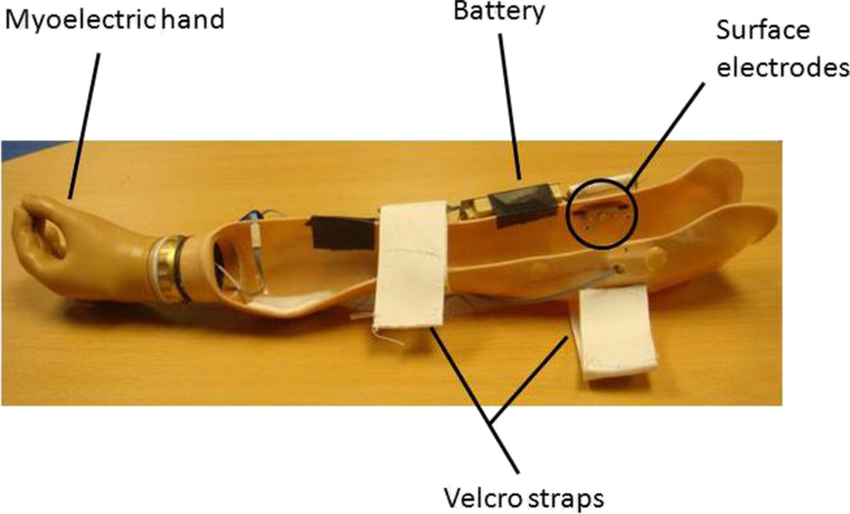 Myoelectric hand
Battery
Surface
electrodes
Velcro straps